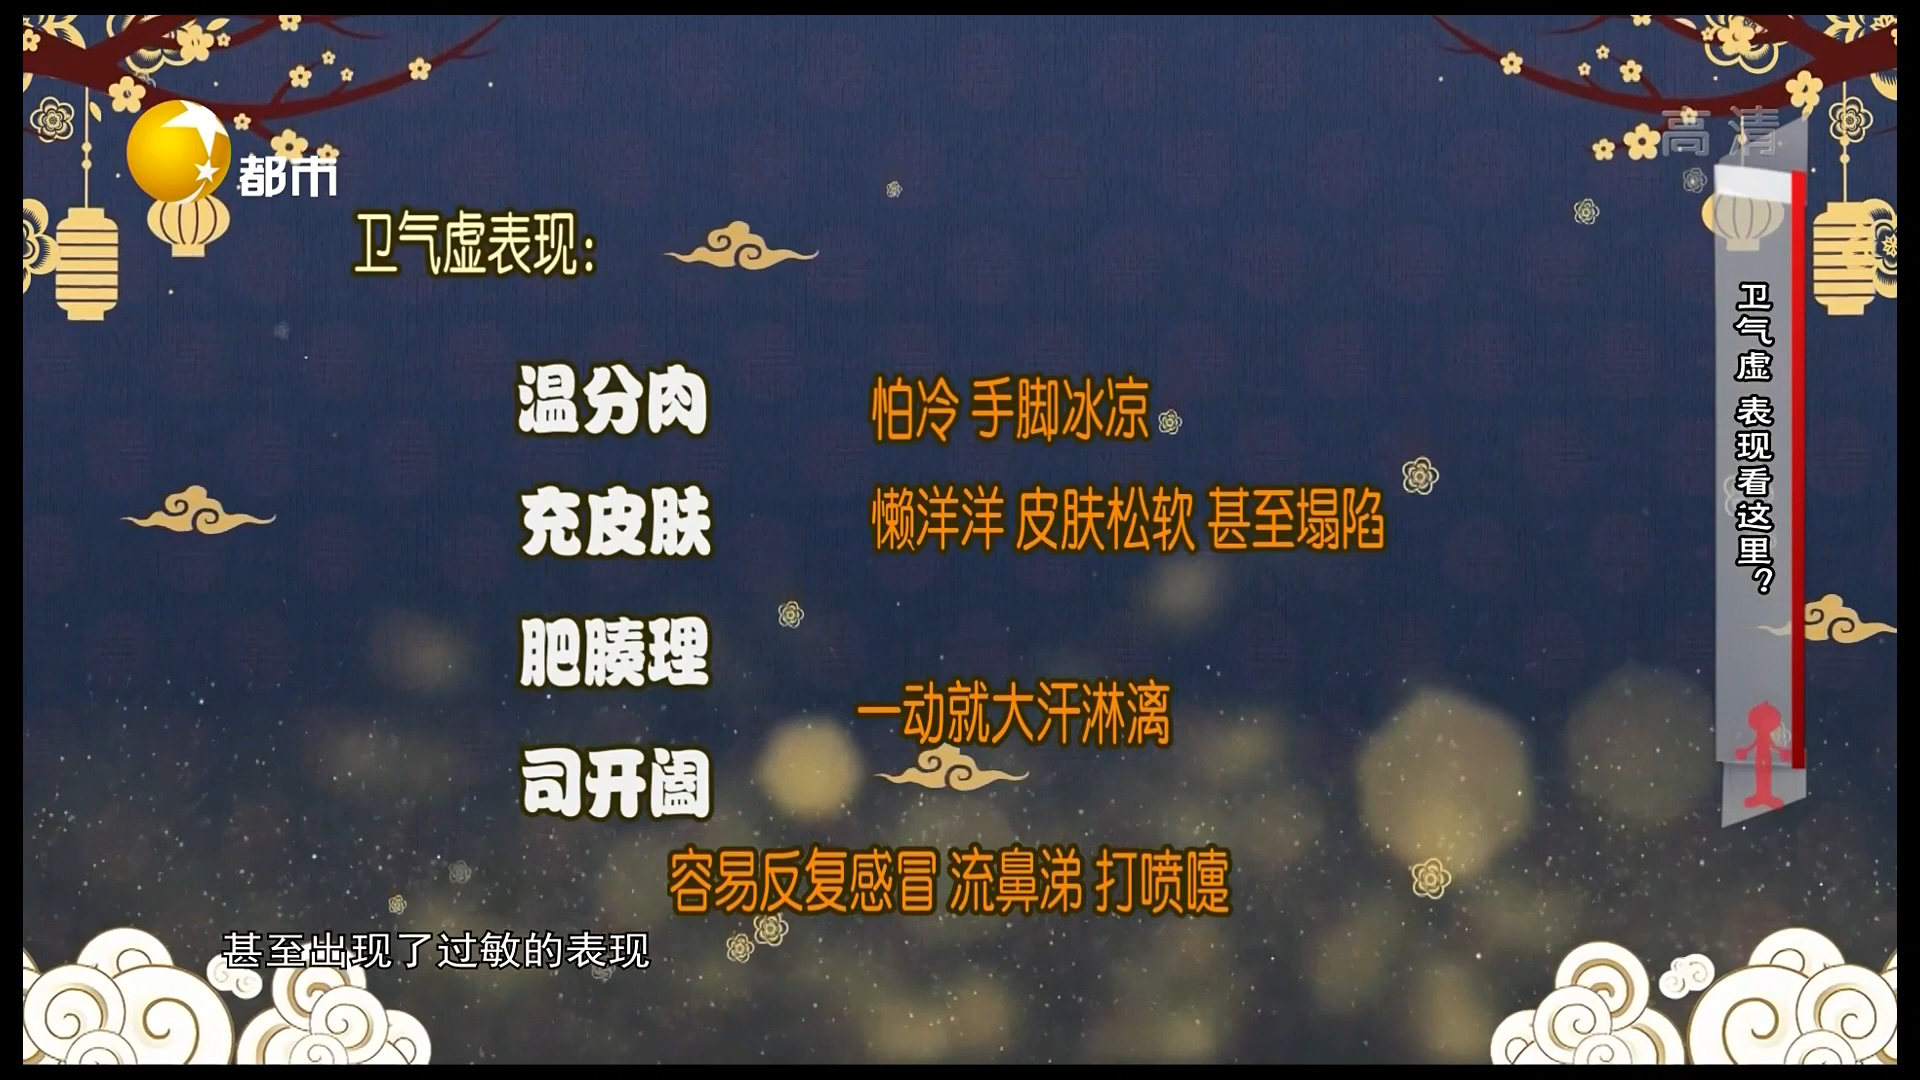 高清
都市
卫气虚表现：
温分肉
怕冷 手脚冰凉
充皮肤
懒洋洋 皮肤松软 甚至塌陷
肥腠理
一动就大汗淋漓
司开阖
容易反复感冒 流鼻涕 打喷嚏
甚至出现了过敏的表现
卫气虚 表现看这里？